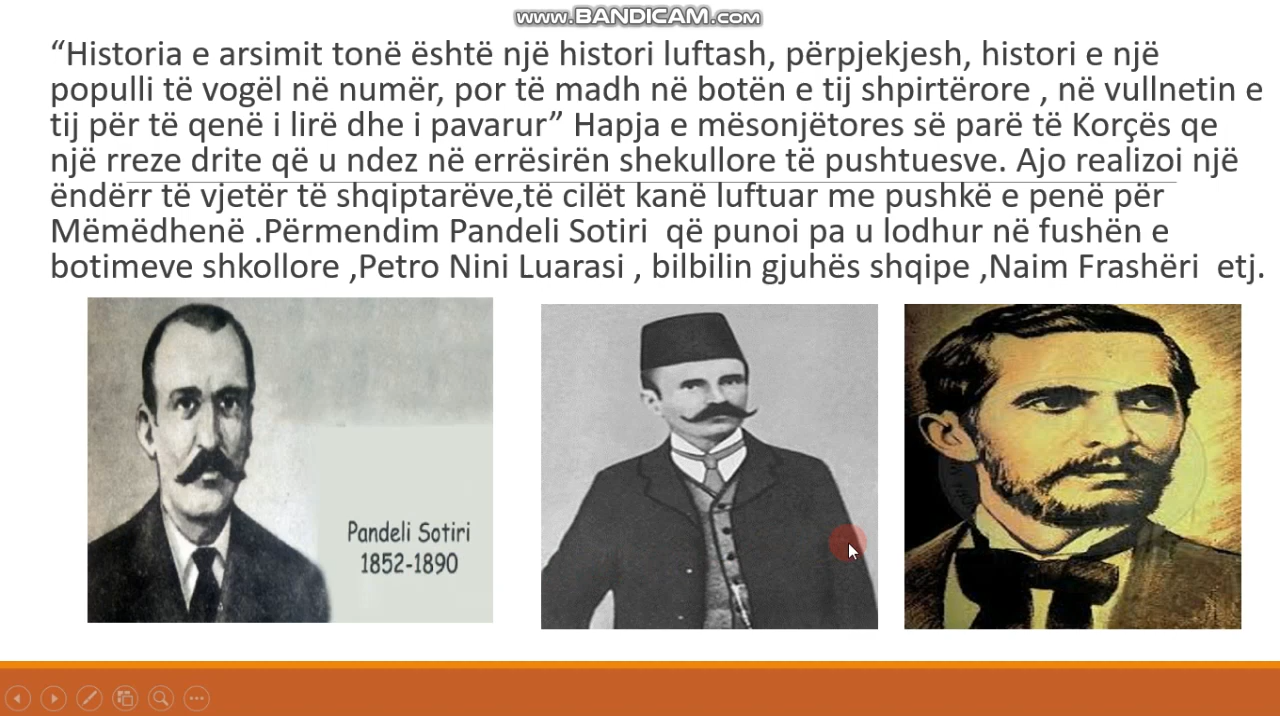 www.BANDICAM.com
“Historia e arsimit tonë është një histori luftash, përpjekjesh, histori e një
populli të vogël në numër, por të madh në botën e tij shpirtërore , në vullnetin e
tij për të qenë i lirë dhe i pavarur” Hapja e mësonjëtores së parë të Korçës qe
një rreze drite që u ndez në errësirën shekullore të pushtuesve. Ajo realizoi një
ëndërr të vjetër të shqiptarëve,të cilët kanë luftuar me pushkë e penë për
Mëmëdhenë .Përmendim Pandeli Sotiri  që punoi pa u lodhur në fushën e
botimeve shkollore ,Petro Nini Luarasi , bilbilin gjuhës shqipe ,Naim Frashëri  etj.
Pandeli Sotiri
1852-1890